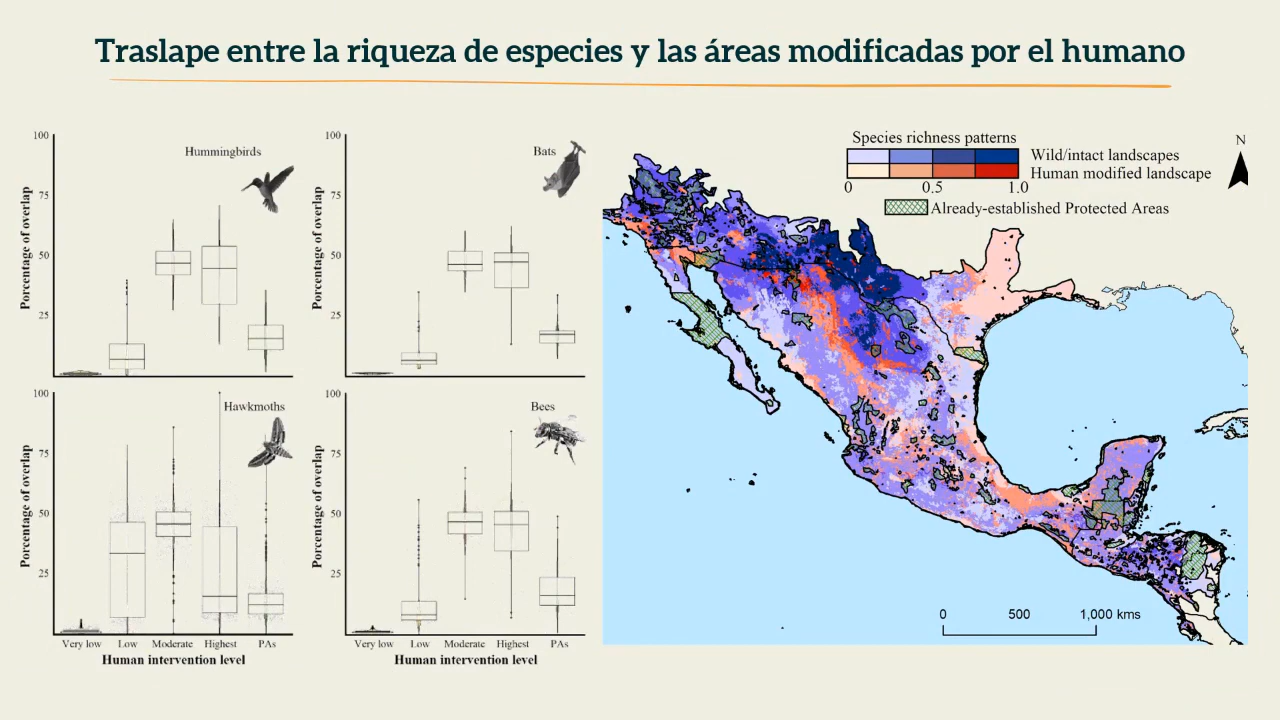 Traslape entre la riqueza de especies y las áreas modificadas por el humano
100
75
50
25
Porcentage of overlap
Hummingbirds
100
75
50
25
Porcentage of overlap
Bats
100
75
50
25
Porcentage of overlap
Hawkmoths
Very low Low Moderate Highest PAs
Human intervention level
100
75
50
25
Porcentage of overlap
Bees
Very low Low Moderate Highest PAs
Human intervention level
Species richness patterns
Wild/intact landscapes
Human modified landscape
0 0.5 1.0
Already-established Protected Areas
N
0 500 1,000 kms